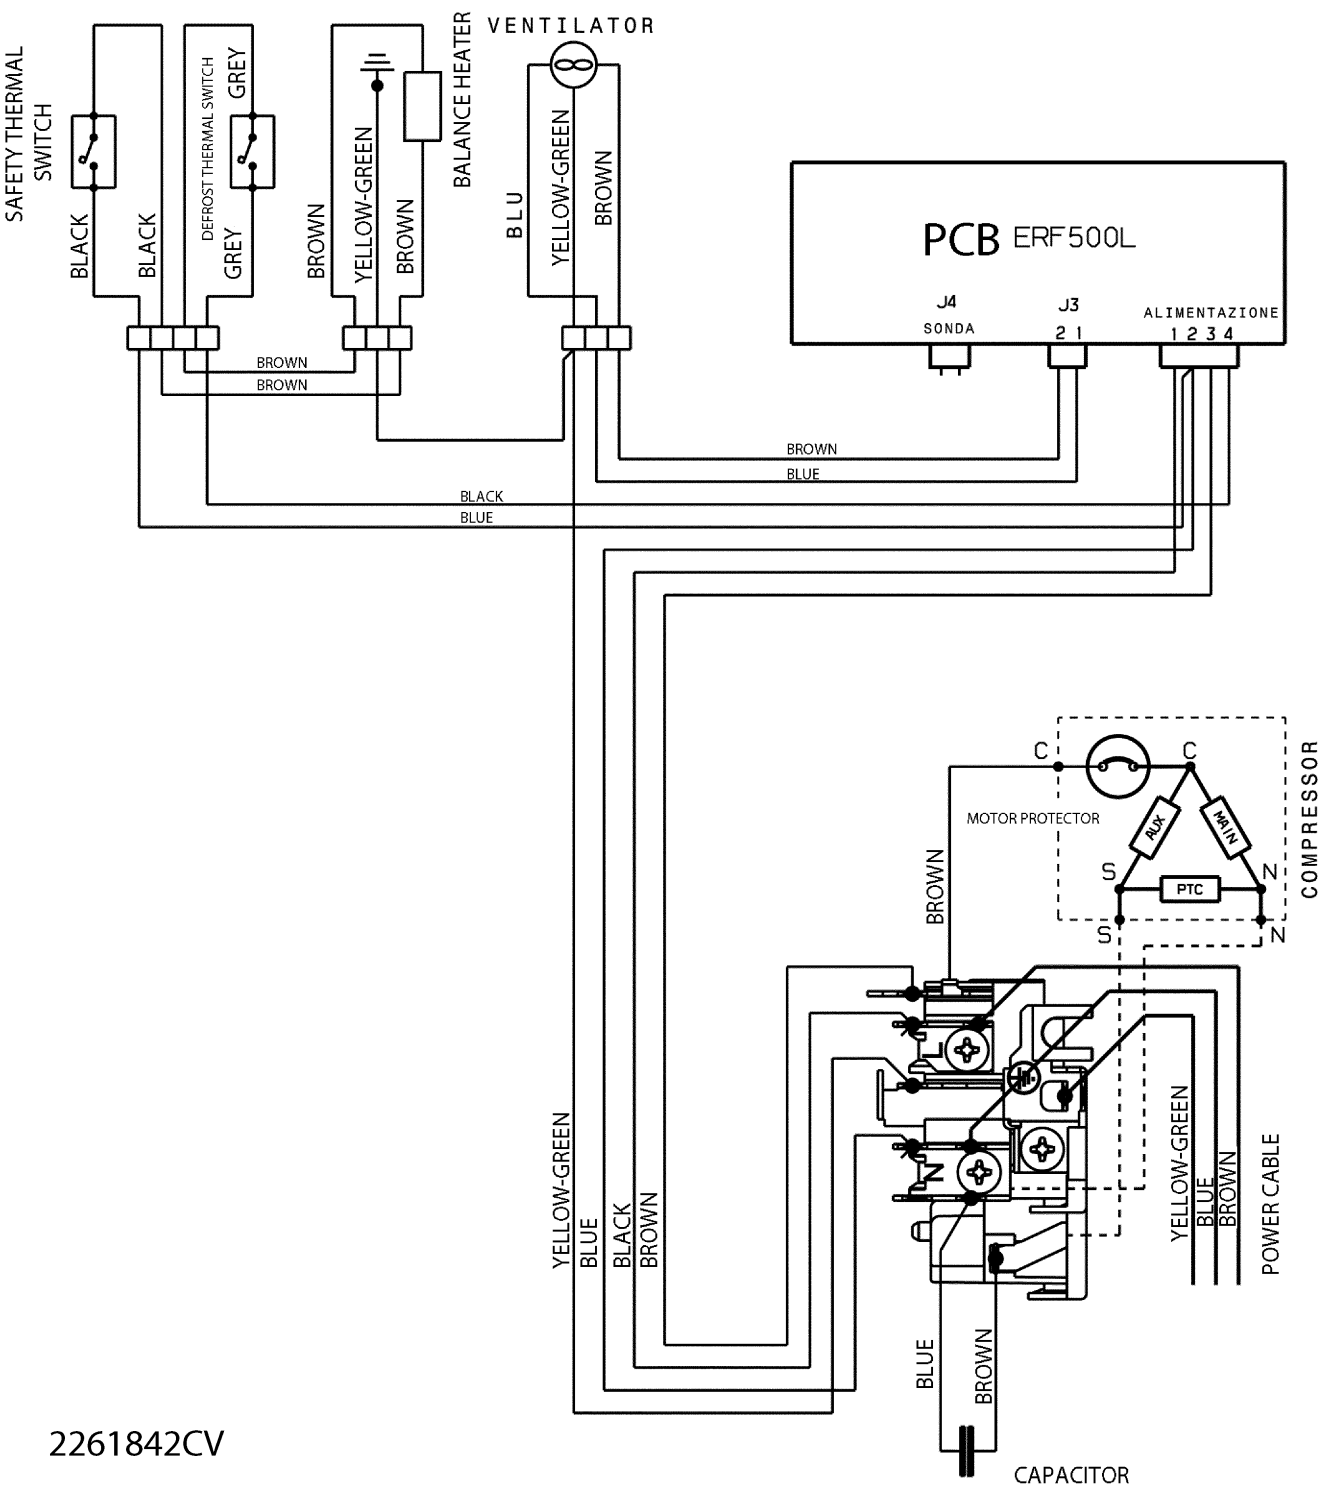 VENTILATOR
SAFETY THERMAL
SWITCH
BLACK
BLACK
DEFROST THERMAL SWITCH
GREY
GREY
BROWN
YELLOW-GREEN
BROWN
BALANCE HEATER
BLU
YELLOW-GREEN
BROWN
PCB ERF500L
J4
SONDA
J3
2 1
ALIMENTAZIONE
1 2 3 4
BROWN
BROWN
BROWN
BLUE
BLACK
BLUE
C
C
MOTOR PROTECTOR
AUX
MAIN
S
PTC
N
S
N
COMPRESSOR
BROWN
L
N
YELLOW-GREEN
BLUE
BLACK
BROWN
YELLOW-GREEN
BLUE
BROWN
POWER CABLE
BLUE
BROWN
CAPACITOR
2261842CV